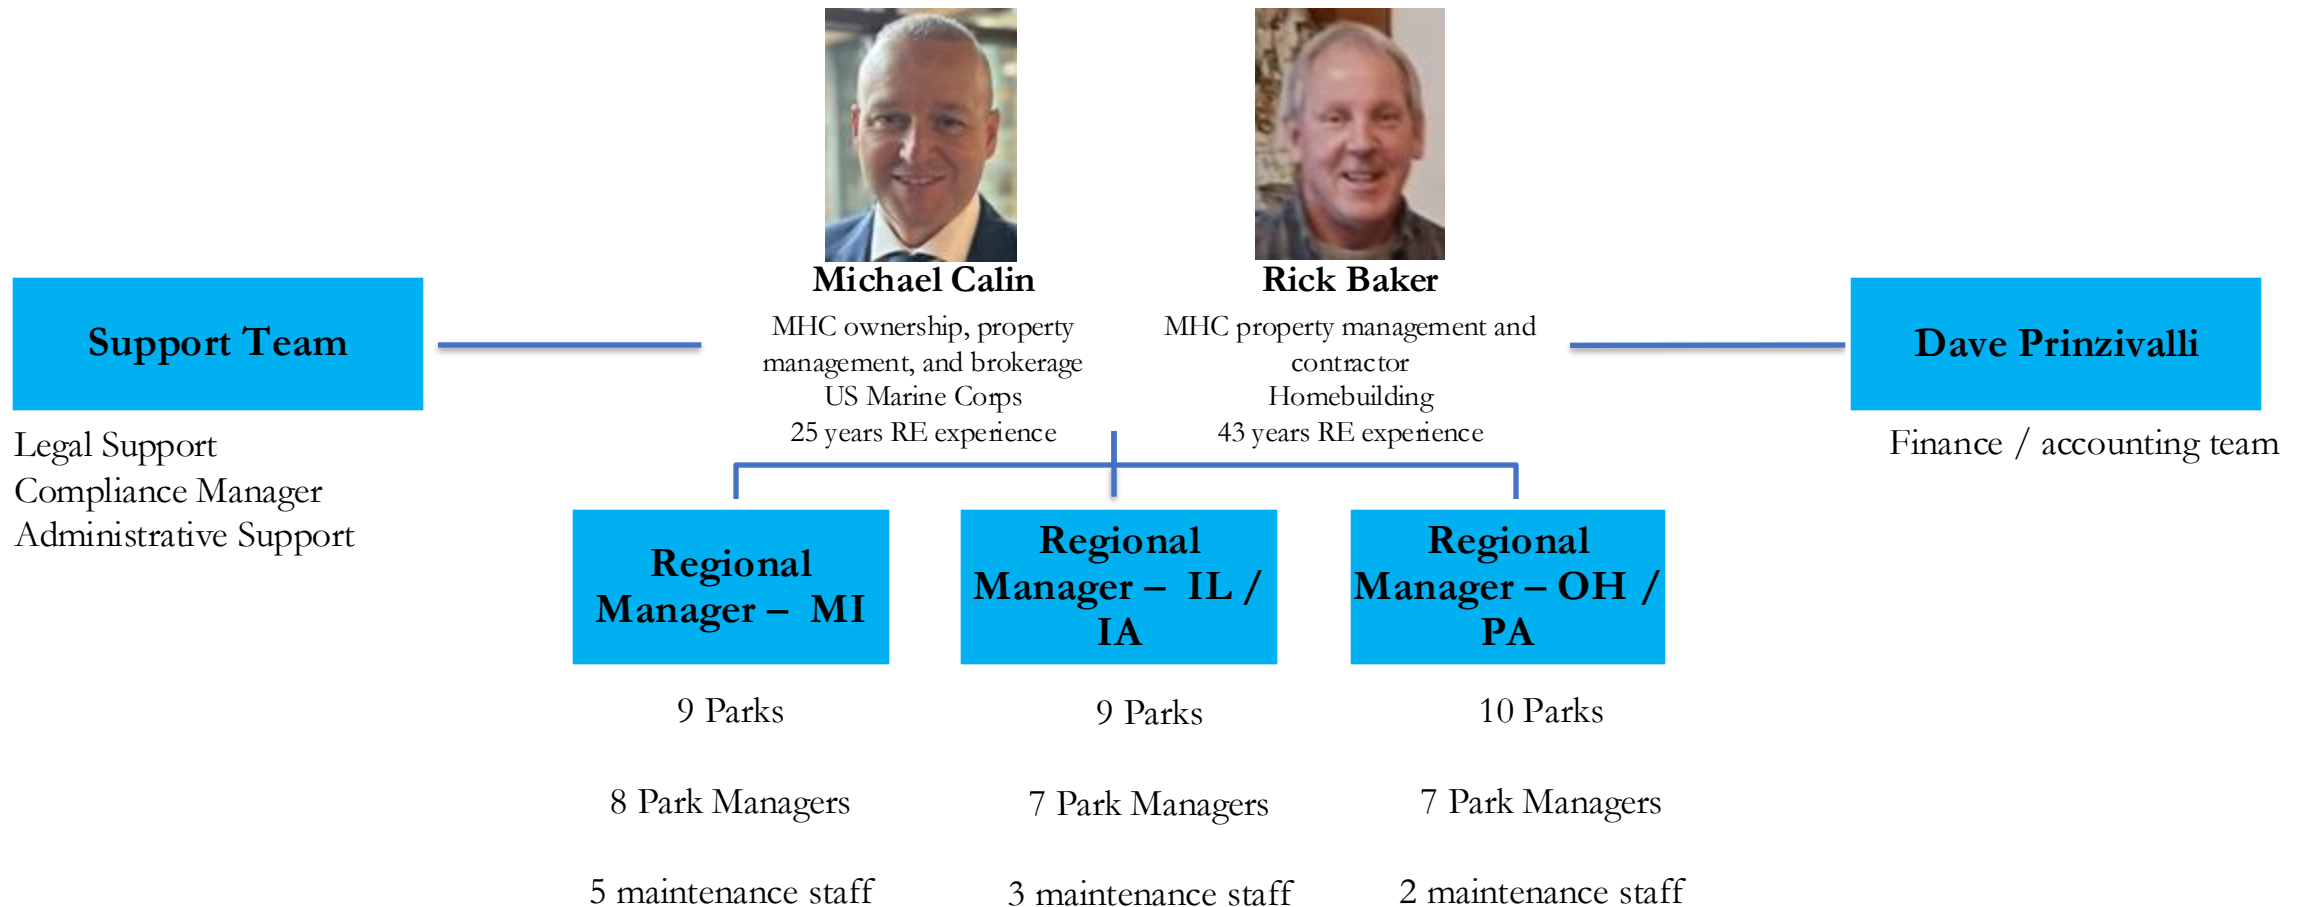 Michael Calin
MHC ownership, property
management, and brokerage
US Marine Corps
25 years RE experience
Rick Baker
MHC property management and
contractor
Homebuilding
43 years RE experience
Support Team
Legal Support
Compliance Manager
Administrative Support
Dave Prinzivalli
Finance / accounting team
Regional
Manager – MI
9 Parks
8 Park Managers
5 maintenance staff
Regional
Manager – IL /
IA
9 Parks
7 Park Managers
3 maintenance staff
Regional
Manager – OH /
PA
10 Parks
7 Park Managers
2 maintenance staff